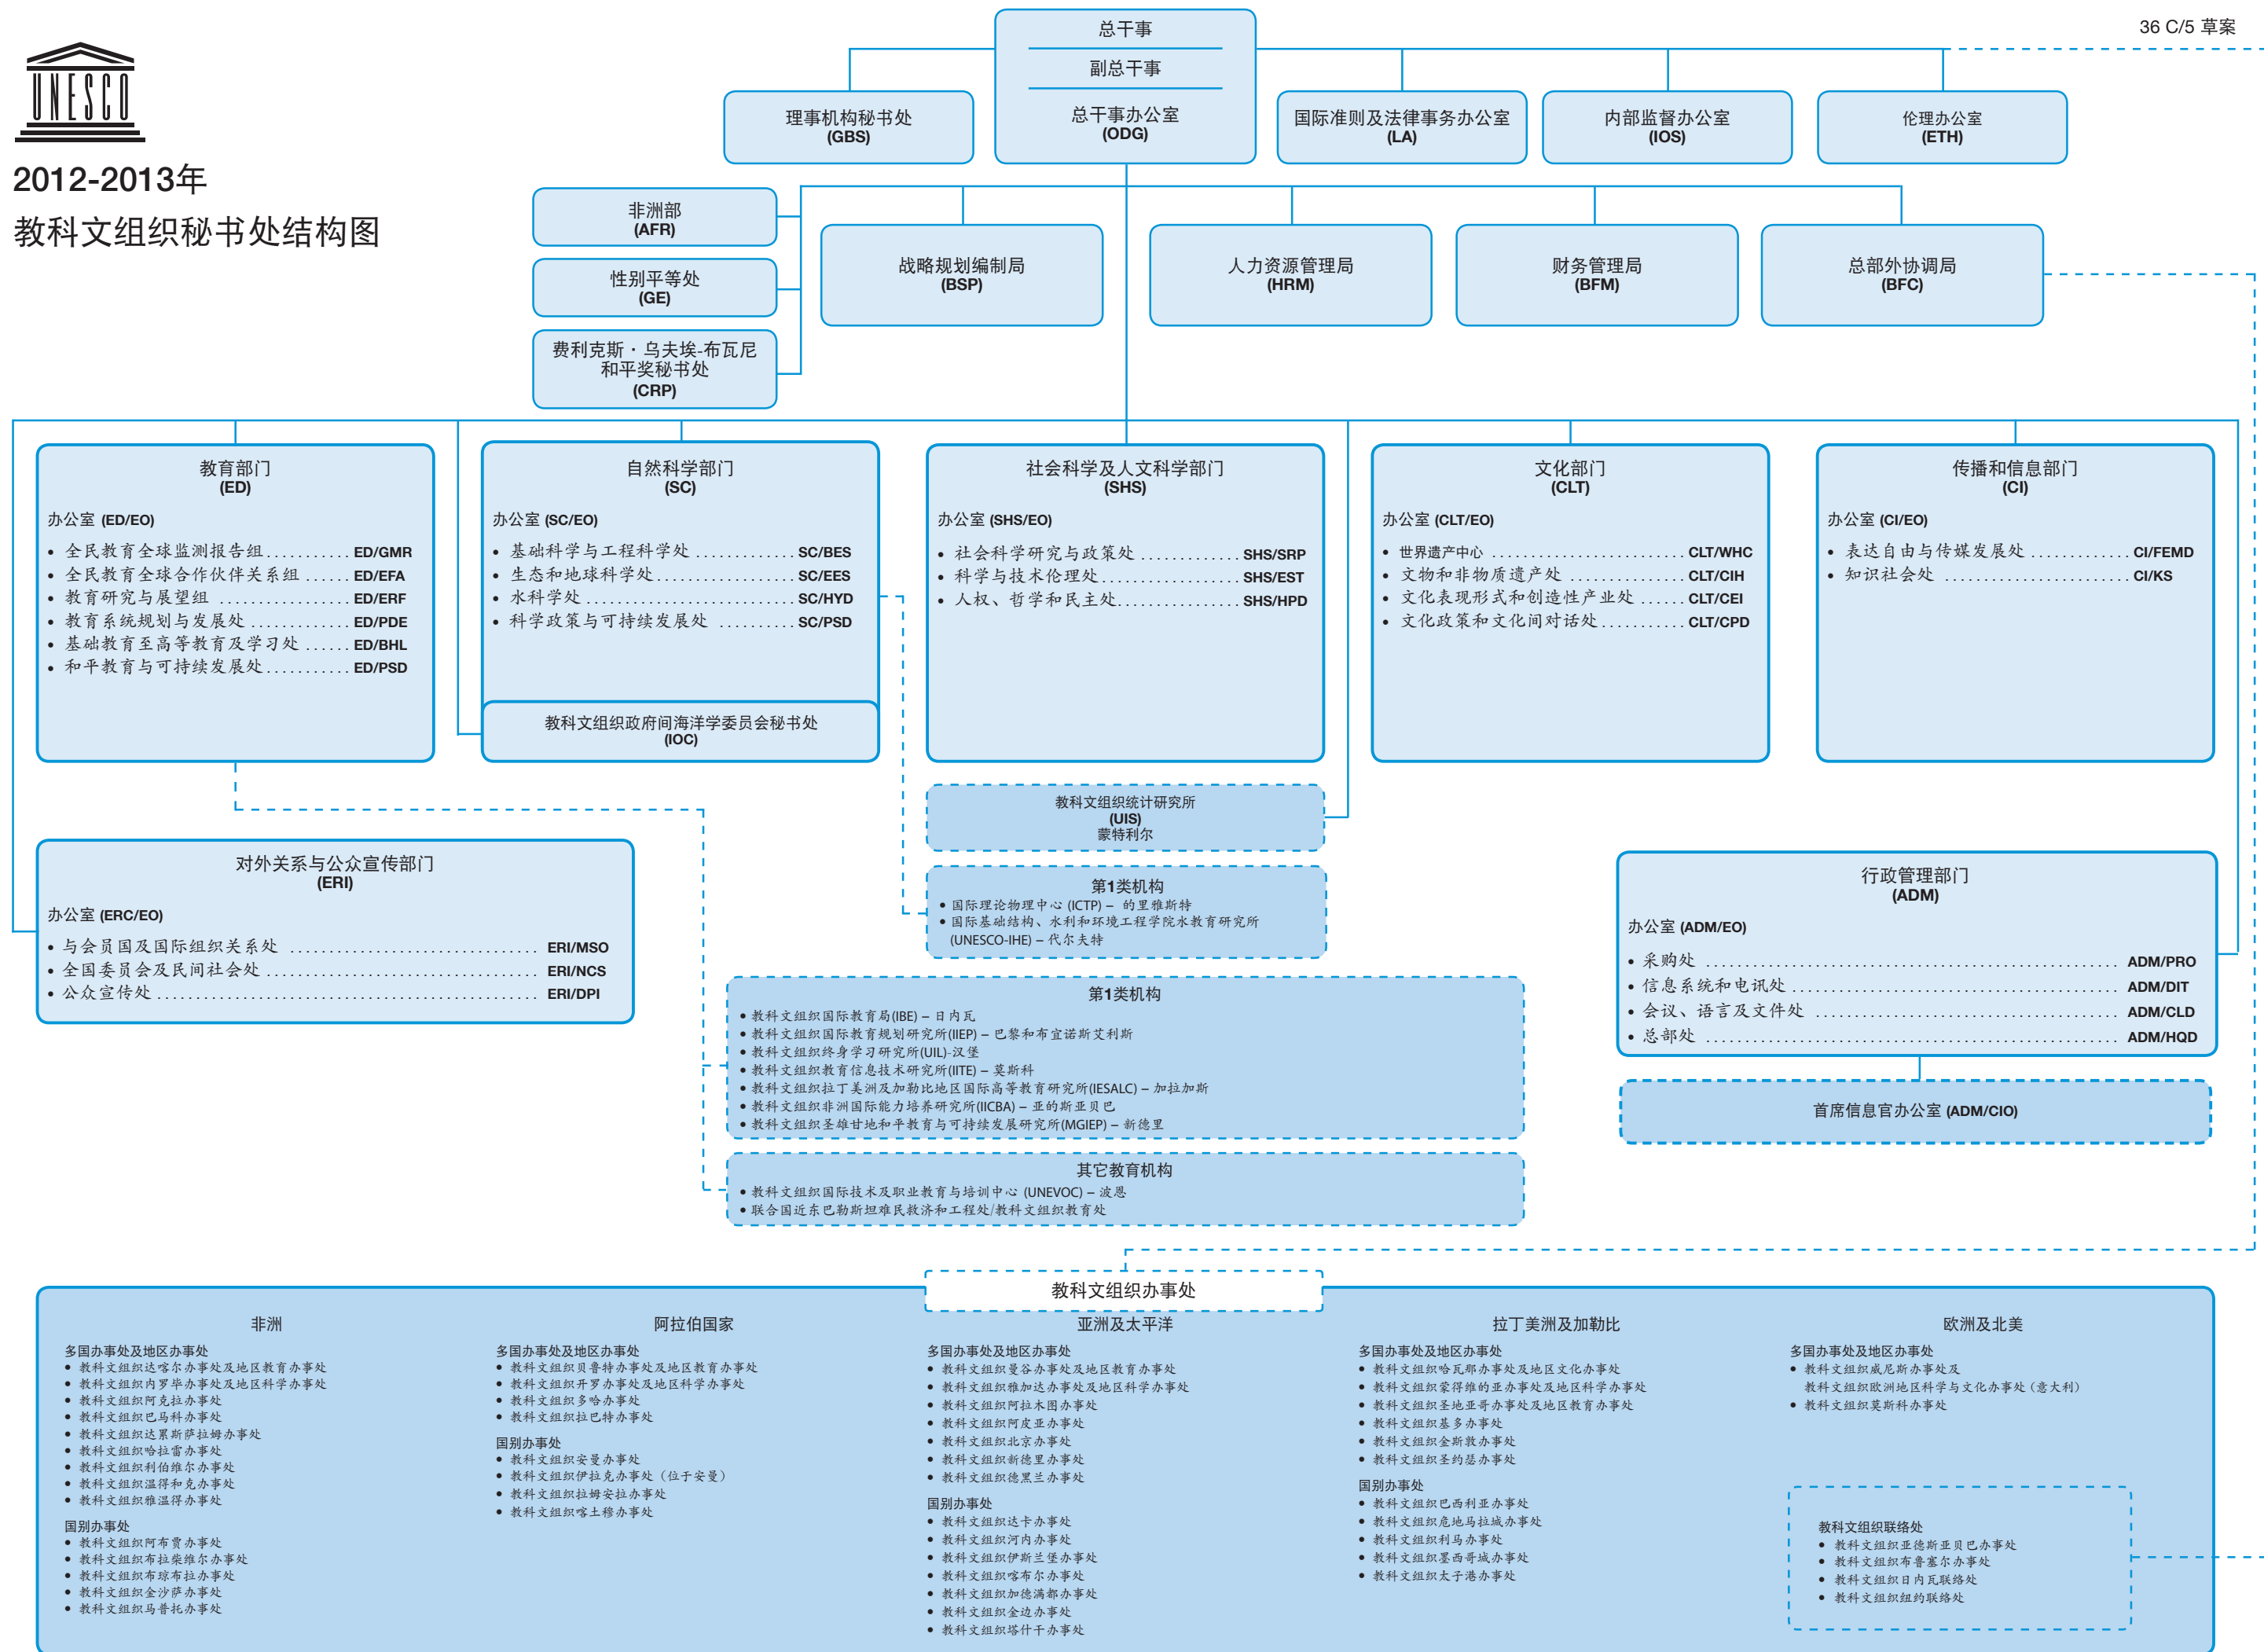 36 C/5 草案
UNESCO
2012-2013年
教科文组织秘书处结构图
总干事
副总干事
总干事办公室
(ODG)
理事机构秘书处
(GBS)
国际准则及法律事务办公室
(LA)
内部监督办公室
(IOS)
伦理办公室
(ETH)
非洲部
(AFR)
性别平等处
(GE)
费利克斯·乌夫埃-布瓦尼
和平奖秘书处
(CRP)
战略规划编制局
(BSP)
人力资源管理局
(HRM)
财务管理局
(BFM)
总部外协调局
(BFC)
教育部门
(ED)
办公室 (ED/EO)
• 全民教育全球监测报告组........... ED/GMR
• 全民教育全球合作伙伴关系组...... ED/EFA
• 教育研究与展望组................ ED/ERF
• 教育系统规划与发展处............. ED/PDE
• 基础教育至高等教育及学习处...... ED/BHL
• 和平教育与可持续发展处........... ED/PSD
自然科学部门
(SC)
办公室 (SC/EO)
• 基础科学与工程科学处............ SC/BES
• 生态和地球科学处................. SC/EES
• 水科学处......................... SC/HYD
• 科学政策与可持续发展处.......... SC/PSD
教科文组织政府间海洋学委员会秘书处
(IOC)
社会科学及人文科学部门
(SHS)
办公室 (SHS/EO)
• 社会科学研究与政策处............ SHS/SRP
• 科学与技术伦理处................ SHS/EST
• 人权、哲学和民主处.............. SHS/HPD
文化部门
(CLT)
办公室 (CLT/EO)
• 世界遗产中心..................... CLT/WHC
• 文物和非物质遗产处.............. CLT/CIH
• 文化表现形式和创造性产业处...... CLT/CEI
• 文化政策和文化间对话处.......... CLT/CPD
传播和信息部门
(CI)
办公室 (CI/EO)
• 表达自由与传媒发展处............ CI/FEMD
• 知识社会处...................... CI/KS
教科文组织统计研究所
(UIS)
蒙特利尔
第1类机构
• 国际理论物理中心 (ICTP) – 的里雅斯特
• 国际基础结构、水利和环境工程学院水教育研究所
(UNESCO-IHE) – 代尔夫特
对外关系与公众宣传部门
(ERI)
办公室 (ERC/EO)
• 与会员国及国际组织关系处............................... ERI/MSO
• 全国委员会及民间社会处.................................. ERI/NCS
• 公众宣传处................................................ ERI/DPI
行政管理部门
(ADM)
办公室 (ADM/EO)
• 采购处.................................................... ADM/PRO
• 信息系统和电讯处......................................... ADM/DIT
• 会议、语言及文件处...................................... ADM/CLD
• 总部处.................................................... ADM/HQD
首席信息官办公室 (ADM/CIO)
第1类机构
• 教科文组织国际教育局(IBE) – 日内瓦
• 教科文组织国际教育规划研究所(IIEP) – 巴黎和布宜诺斯艾利斯
• 教科文组织终身学习研究所(UIL)-汉堡
• 教科文组织教育信息技术研究所(IITE) – 莫斯科
• 教科文组织拉丁美洲及加勒比地区国际高等教育研究所(IESALC) – 加拉加斯
• 教科文组织非洲国际能力培养研究所(IICBA) – 亚的斯亚贝巴
• 教科文组织圣雄甘地和平教育与可持续发展研究所(MGIEP) – 新德里
其它教育机构
• 教科文组织国际技术及职业教育与培训中心 (UNEVOC) – 波恩
• 联合国近东巴勒斯坦难民救济和工程处/教科文组织教育处
教科文组织办事处
非洲
多国办事处及地区办事处
• 教科文组织达喀尔办事处及地区教育办事处
• 教科文组织内罗毕办事处及地区科学办事处
• 教科文组织阿克拉办事处
• 教科文组织巴马科办事处
• 教科文组织达累斯萨拉姆办事处
• 教科文组织哈拉雷办事处
• 教科文组织利伯维尔办事处
• 教科文组织温得和克办事处
• 教科文组织雅温得办事处
国别办事处
• 教科文组织阿布贾办事处
• 教科文组织布拉柴维尔办事处
• 教科文组织布琼布拉办事处
• 教科文组织金沙萨办事处
• 教科文组织马普托办事处
阿拉伯国家
多国办事处及地区办事处
• 教科文组织贝鲁特办事处及地区教育办事处
• 教科文组织开罗办事处及地区科学办事处
• 教科文组织多哈办事处
• 教科文组织拉巴特办事处
国别办事处
• 教科文组织安曼办事处
• 教科文组织伊拉克办事处（位于安曼）
• 教科文组织拉姆安拉办事处
• 教科文组织喀土穆办事处
亚洲及太平洋
多国办事处及地区办事处
• 教科文组织曼谷办事处及地区教育办事处
• 教科文组织雅加达办事处及地区科学办事处
• 教科文组织阿拉木图办事处
• 教科文组织阿皮亚办事处
• 教科文组织北京办事处
• 教科文组织新德里办事处
• 教科文组织德黑兰办事处
国别办事处
• 教科文组织达卡办事处
• 教科文组织河内办事处
• 教科文组织伊斯兰堡办事处
• 教科文组织喀布尔办事处
• 教科文组织加德满都办事处
• 教科文组织金边办事处
• 教科文组织塔什干办事处
拉丁美洲及加勒比
多国办事处及地区办事处
• 教科文组织哈瓦那办事处及地区文化办事处
• 教科文组织蒙得维的亚办事处及地区科学办事处
• 教科文组织圣地亚哥办事处及地区教育办事处
• 教科文组织基多办事处
• 教科文组织金斯敦办事处
• 教科文组织圣约瑟办事处
国别办事处
• 教科文组织巴西利亚办事处
• 教科文组织危地马拉城办事处
• 教科文组织利马办事处
• 教科文组织墨西哥城办事处
• 教科文组织太子港办事处
欧洲及北美
多国办事处及地区办事处
• 教科文组织威尼斯办事处及
教科文组织欧洲地区科学与文化办事处（意大利）
• 教科文组织莫斯科办事处
教科文组织联络处
• 教科文组织亚德斯亚贝巴办事处
• 教科文组织布鲁塞尔办事处
• 教科文组织日内瓦联络处
• 教科文组织纽约联络处